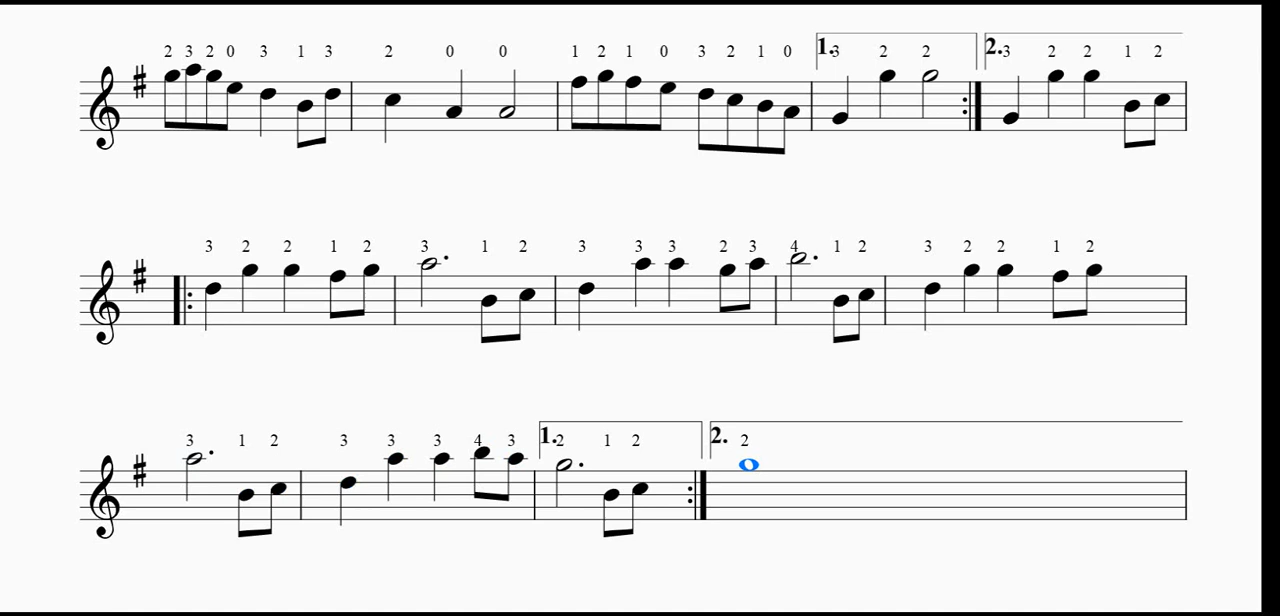 2 3 2 0 3 1 3 2 0 0 1 2 1 0 3 2 1 0 1. 3 2 2 2. 3 2 2 1 2
3 2 2 1 2 3 1 2 3 3 3 2 3 4 1 2 3 2 2 1 2
3 1 2 3 3 3 4 3 1. 2 1 2 2. 2